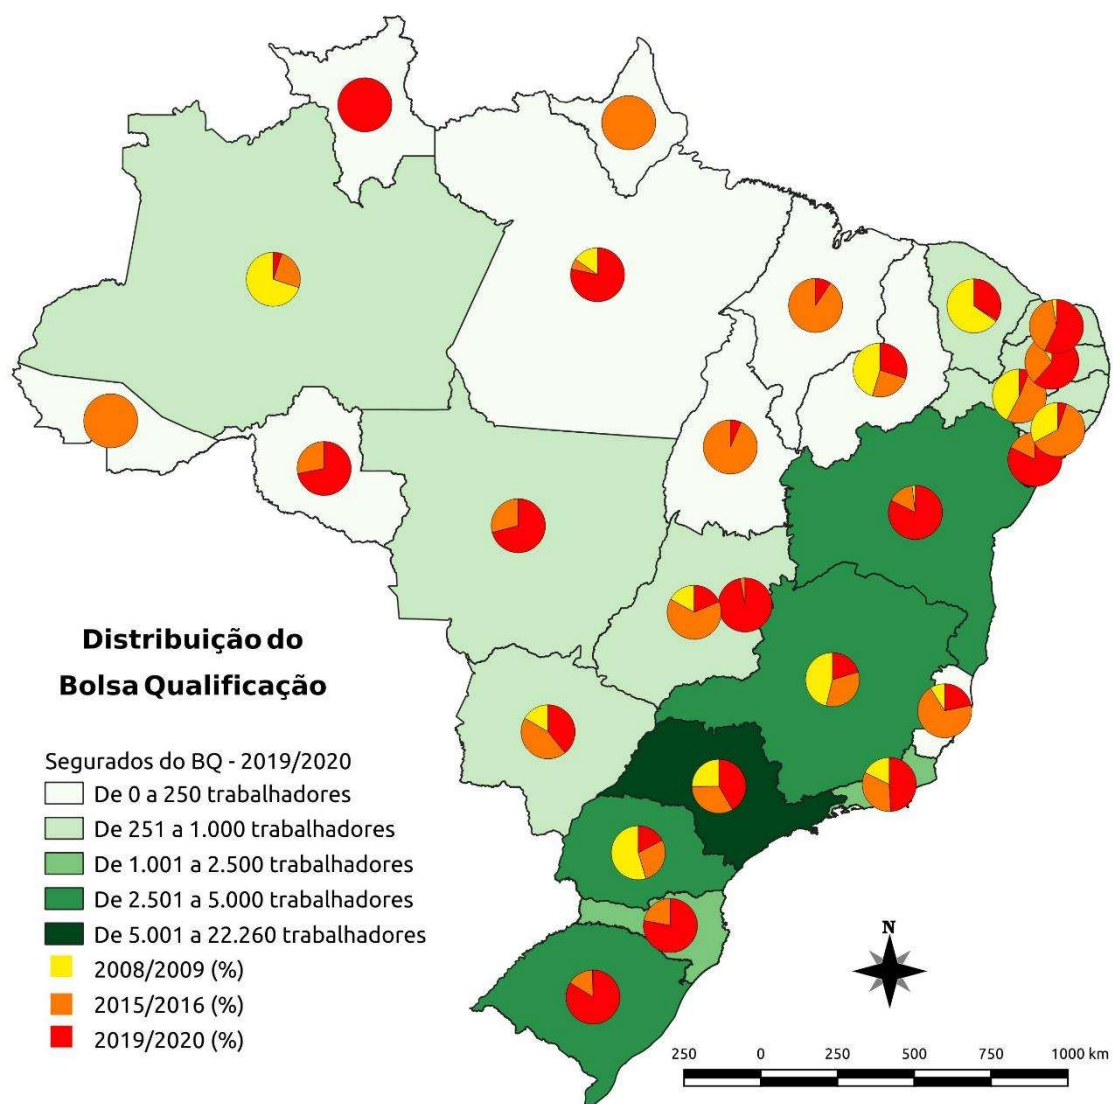 Distribuição do
Bolsa Qualificação
Segurados do BQ - 2019/2020
De 0 a 250 trabalhadores
De 251 a 1.000 trabalhadores
De 1.001 a 2.500 trabalhadores
De 2.501 a 5.000 trabalhadores
De 5.001 a 22.260 trabalhadores
2008/2009 (%)
2015/2016 (%)
2019/2020 (%)
N
250 0 250 500 750 1000 km